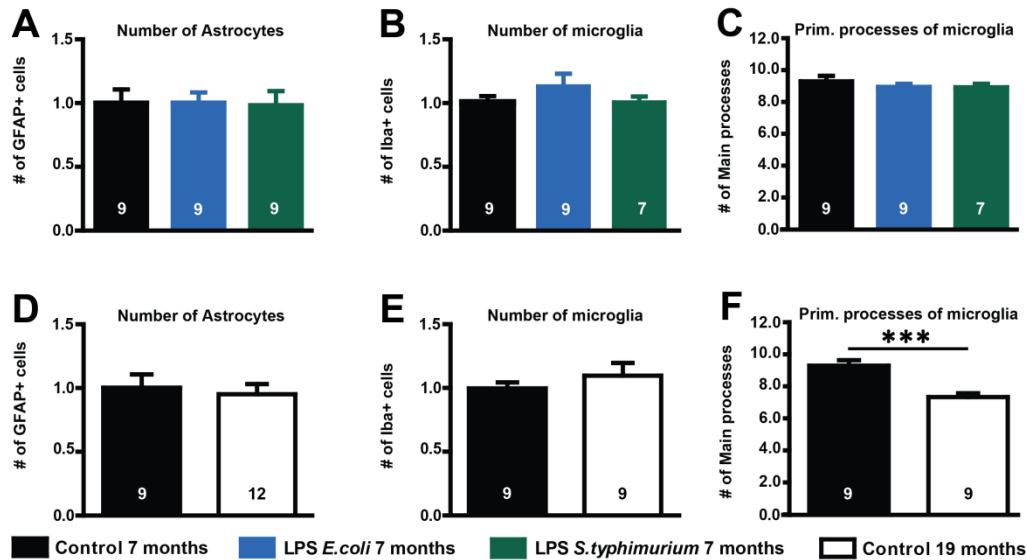 A
Number of Astrocytes
# of GFAP+ cells
1.5
1.0
0.5
0.0
9
9
9
B
Number of microglia
# of Iba+ cells
1.5
1.0
0.5
0.0
9
9
7
C
Prim. processes of microglia
# of Main processes
12.0
10.0
8.0
6.0
4.0
2.0
0.0
9
9
7
D
Number of Astrocytes
# of GFAP+ cells
1.5
1.0
0.5
0.0
9
12
E
Number of microglia
# of Iba+ cells
1.5
1.0
0.5
0.0
9
9
F
Prim. processes of microglia
# of Main processes
12.0
10.0
8.0
6.0
4.0
2.0
0.0
***
9
9
Control 7 months
LPS E.coli 7 months
LPS S.typhimurium 7 months
Control 19 months